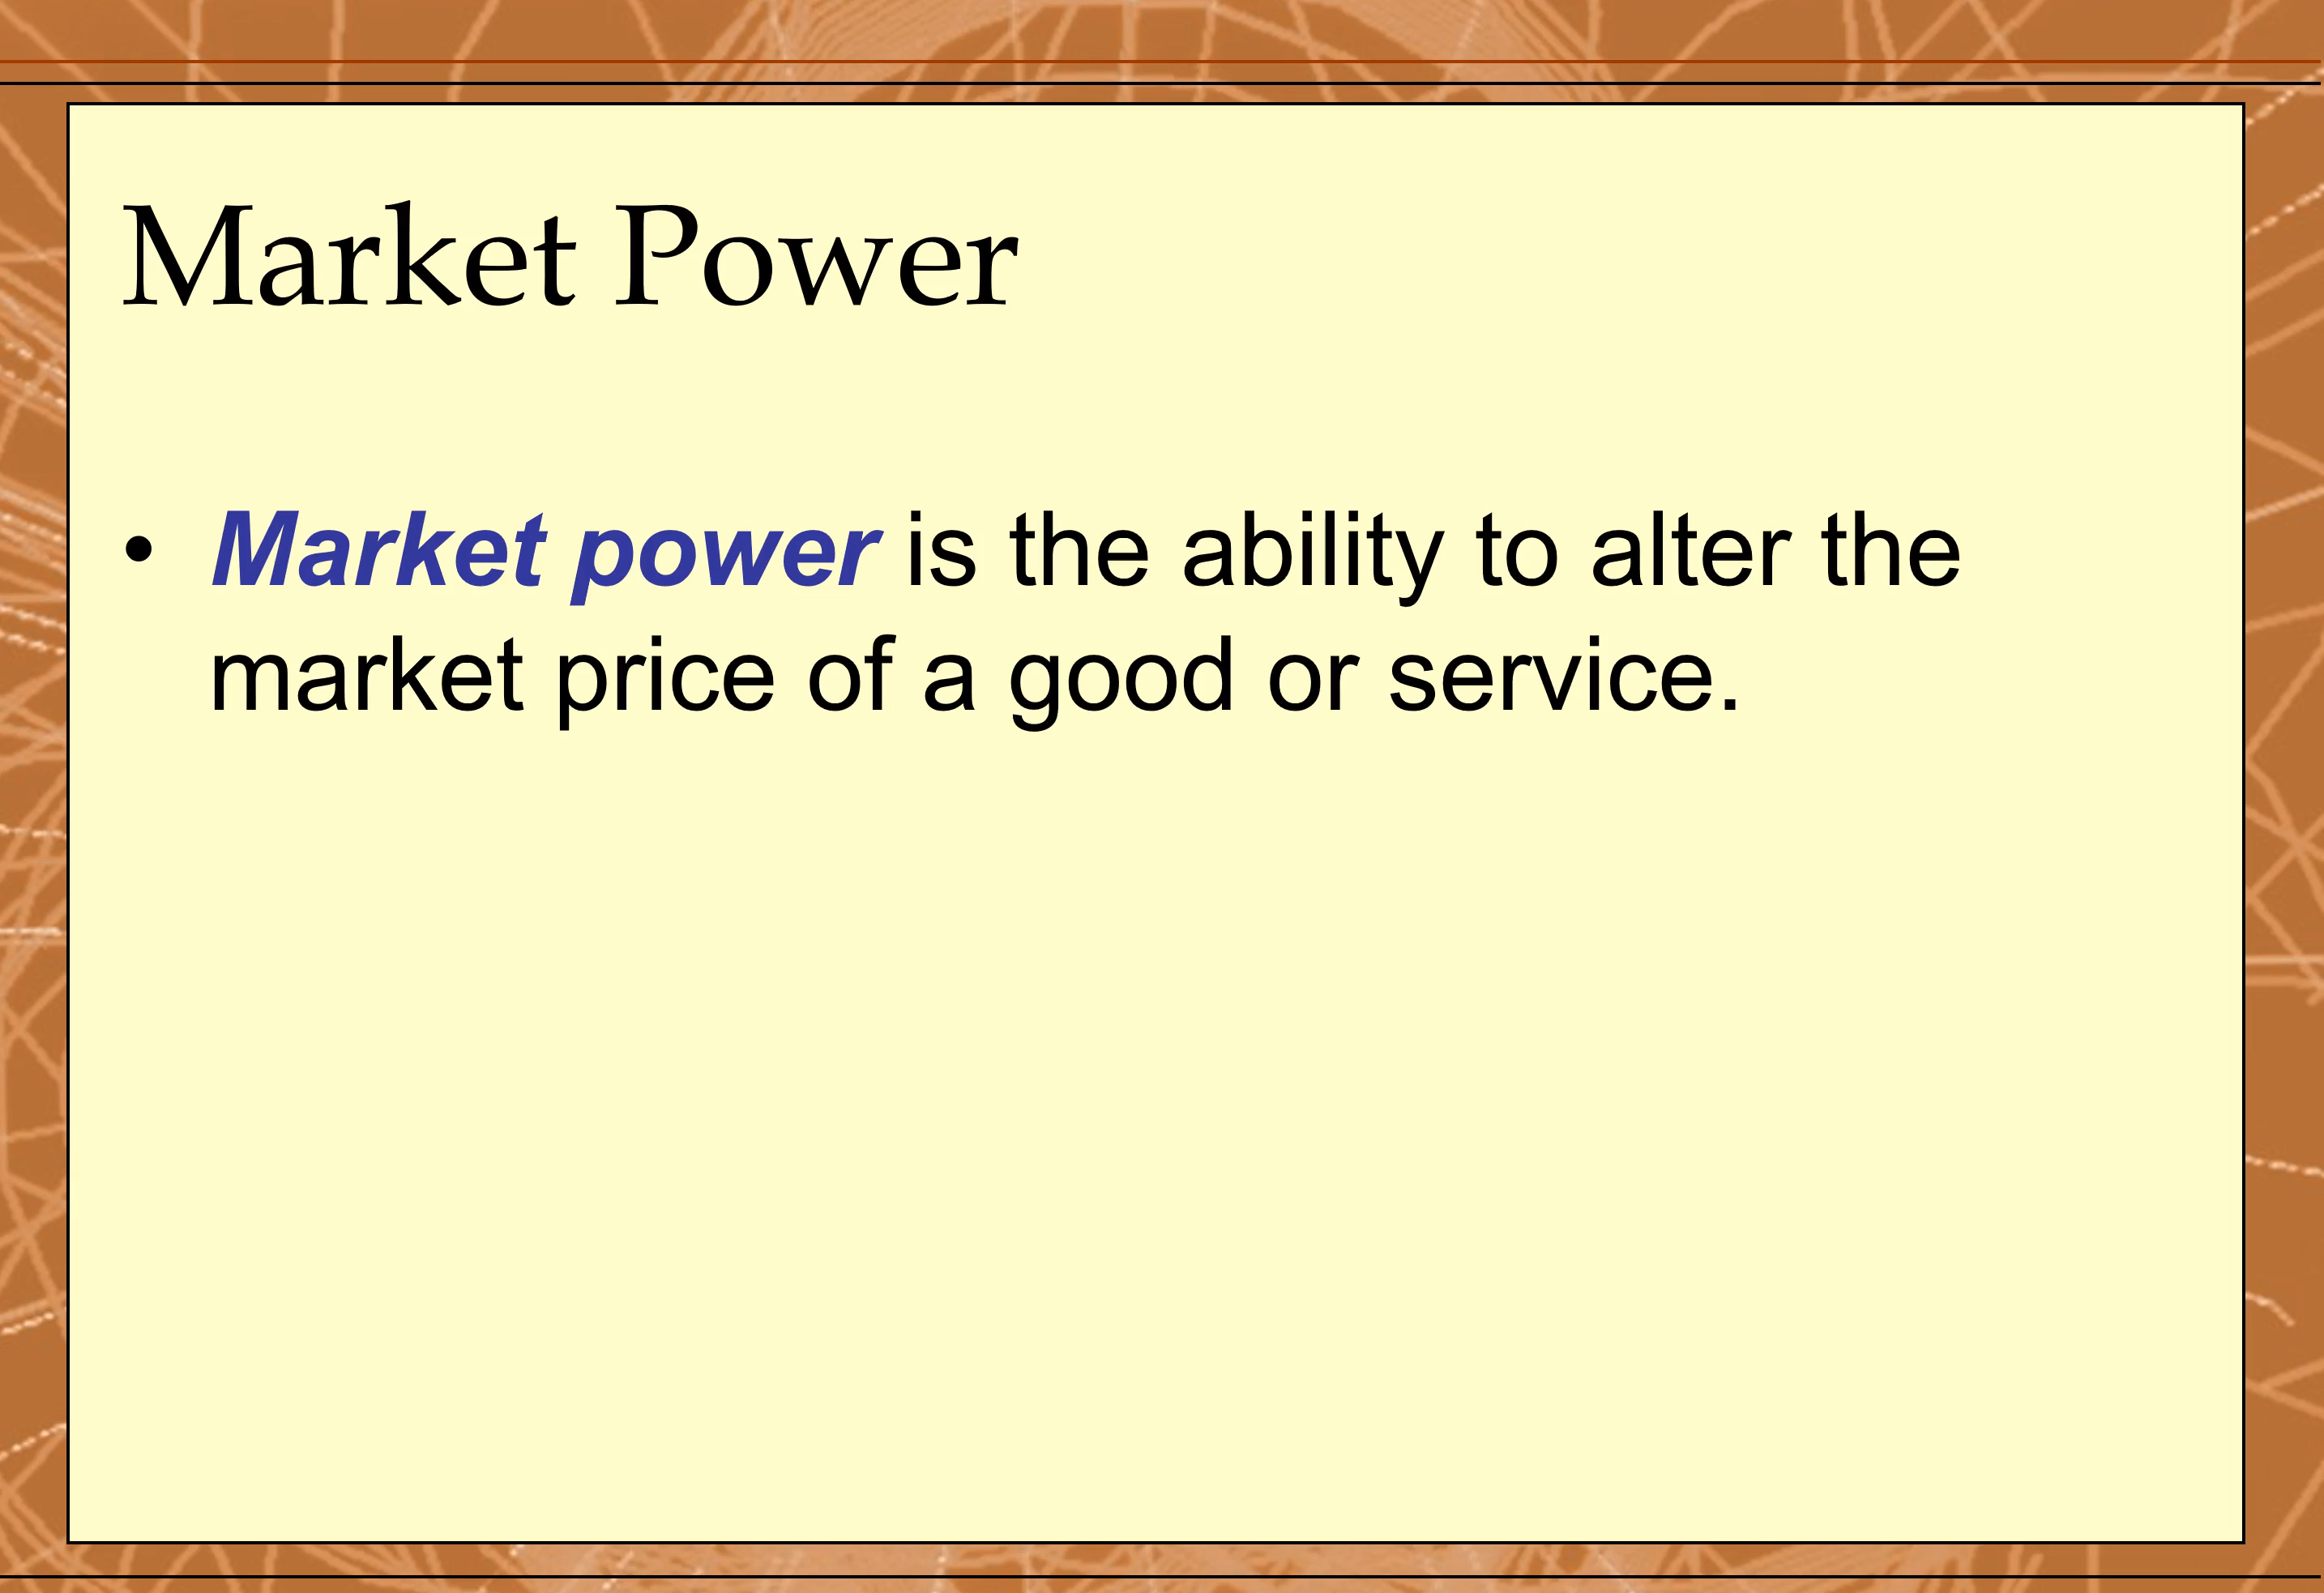 Market Power
• Market power is the ability to alter the
market price of a good or service.